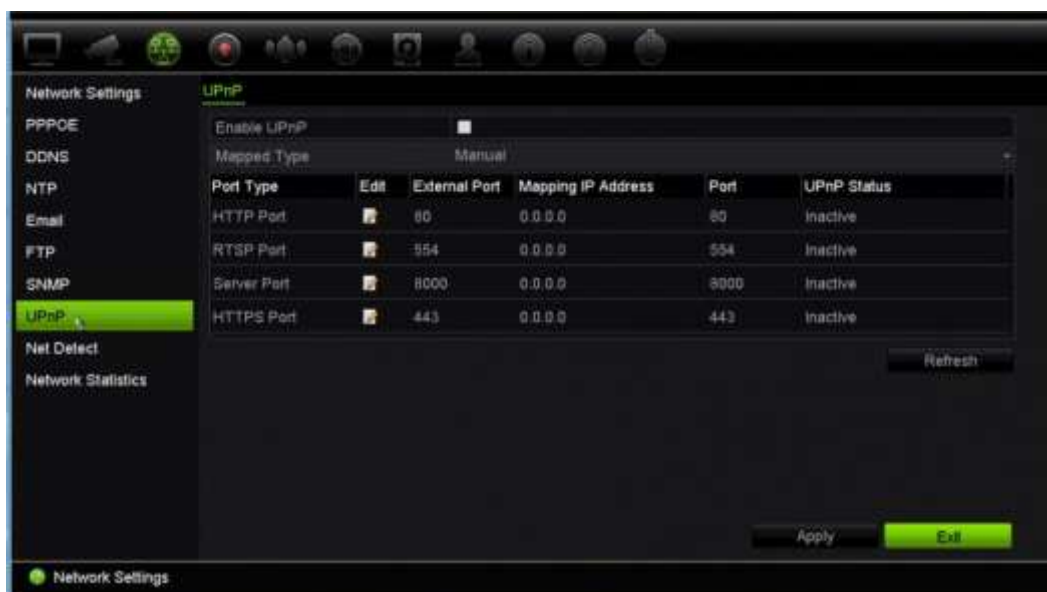 Network Settings
UPnP
PPPOE
Enable UPnP
DDNS
Mapped Type Manual
NTP
Port Type Edit External Port Mapping IP Address Port UPnP Status
Email
HTTP Port 80 0.0.0.0 80 Inactive
FTP
RTSP Port 554 0.0.0.0 554 Inactive
SNMP
Server Port 8000 0.0.0.0 8000 Inactive
UPnP
HTTPS Port 443 0.0.0.0 443 Inactive
Net Detect
Refresh
Network Statistics
Apply Exit
Network Settings